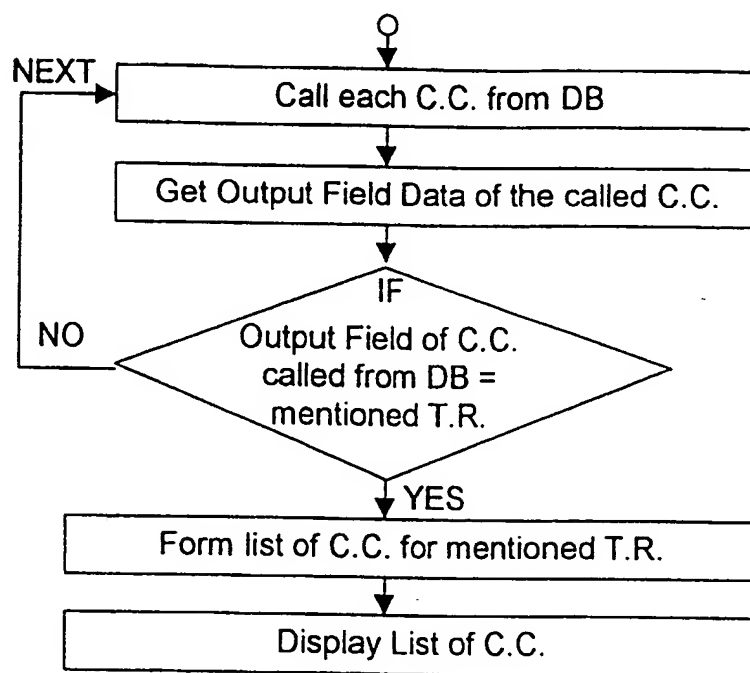 NEXT
Call each C.C. from DB
Get Output Field Data of the called C.C.
IF
NO
Output Field of C.C.
called from DB =
mentioned T.R.
YES
Form list of C.C. for mentioned T.R.
Display List of C.C.